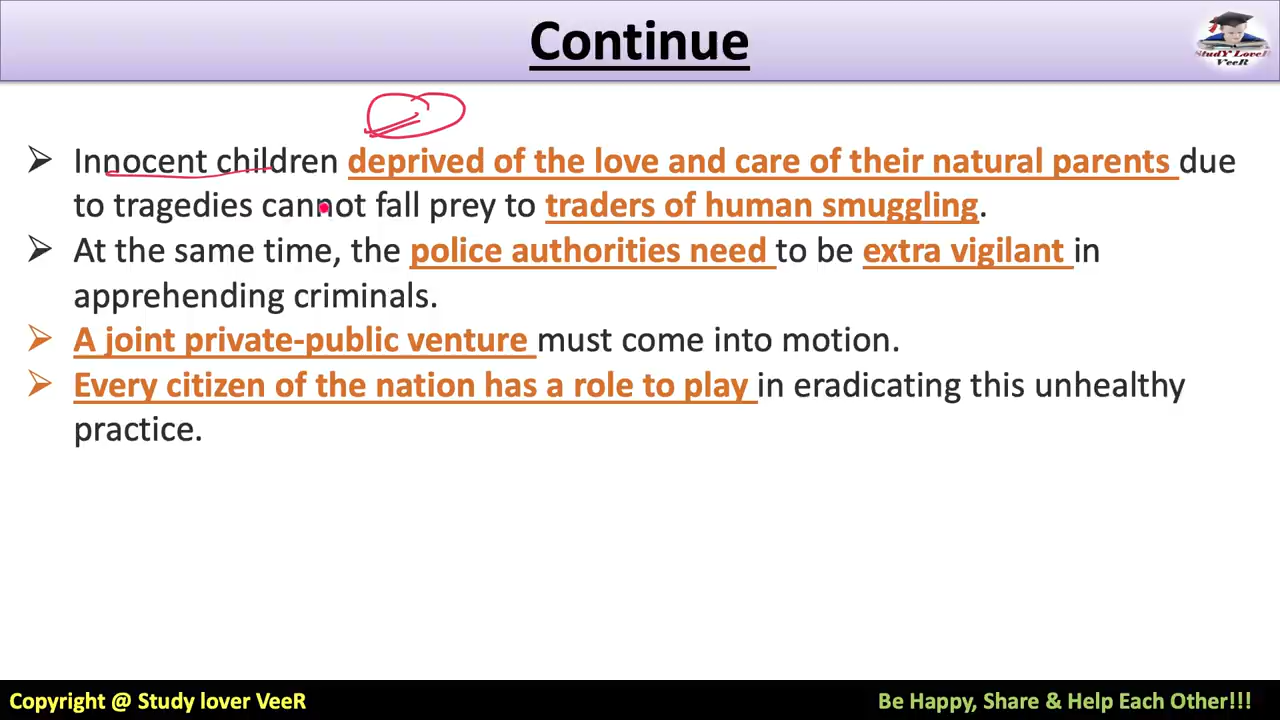 Continue
StudY LoveR
VeeR
➢ Innocent children deprived of the love and care of their natural parents due
to tragedies cannot fall prey to traders of human smuggling.
➢ At the same time, the police authorities need to be extra vigilant in
apprehending criminals.
➢ A joint private-public venture must come into motion.
➢ Every citizen of the nation has a role to play in eradicating this unhealthy
practice.
Copyright @ Study lover VeeR
Be Happy, Share & Help Each Other!!!